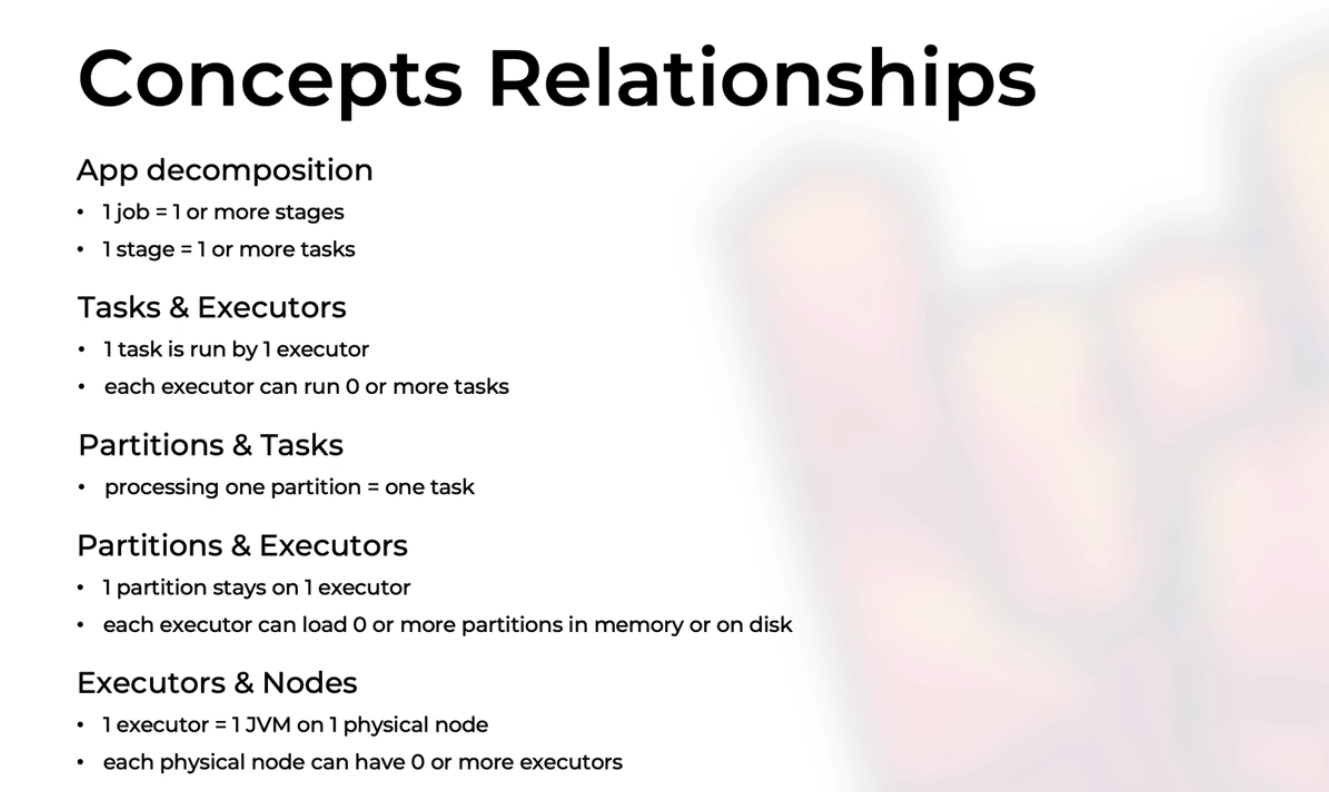 Concepts Relationships
App decomposition
• 1 job = 1 or more stages
• 1 stage = 1 or more tasks
Tasks & Executors
• 1 task is run by 1 executor
• each executor can run 0 or more tasks
Partitions & Tasks
• processing one partition = one task
Partitions & Executors
• 1 partition stays on 1 executor
• each executor can load 0 or more partitions in memory or on disk
Executors & Nodes
• 1 executor = 1 JVM on 1 physical node
• each physical node can have 0 or more executors